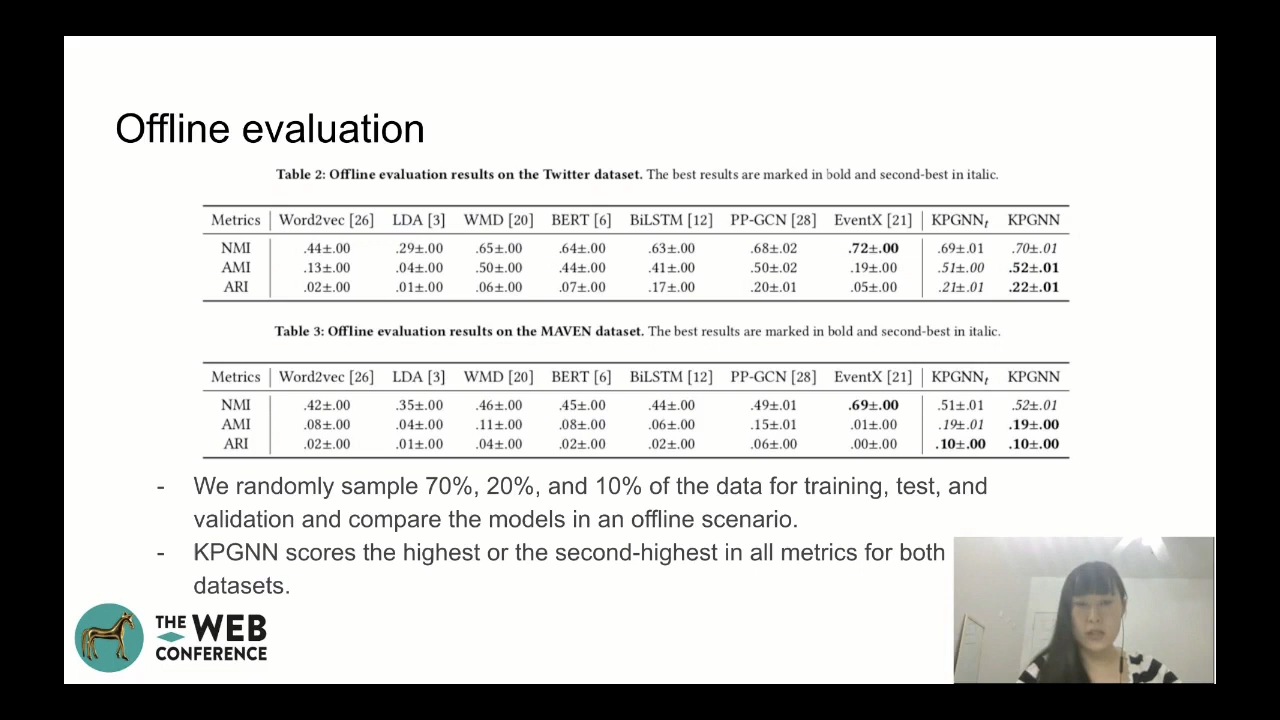 Offline evaluation
Table 2: Offline evaluation results on the Twitter dataset. The best results are marked in bold and second-best in italic.
Metrics Word2vec [26] LDA [3] WMD [20] BERT [6] BiLSTM [12] PP-GCN [28] EventX [21] KPGNNt KPGNN
NMI .44±.00 .29±.00 .65±.00 .64±.00 .63±.00 .68±.02 .72±.00 .69±.01 .70±.01
AMI .13±.00 .04±.00 .50±.00 .44±.00 .41±.00 .50±.02 .19±.00 .51±.00 .52±.01
ARI .02±.00 .01±.00 .06±.00 .07±.00 .17±.00 .20±.01 .05±.00 .21±.01 .22±.01
Table 3: Offline evaluation results on the MAVEN dataset. The best results are marked in bold and second-best in italic.
Metrics Word2vec [26] LDA [3] WMD [20] BERT [6] BiLSTM [12] PP-GCN [28] EventX [21] KPGNNt KPGNN
NMI .42±.00 .35±.00 .46±.00 .45±.00 .44±.00 .49±.01 .69±.00 .51±.01 .52±.01
AMI .08±.00 .04±.00 .11±.00 .08±.00 .06±.00 .15±.01 .01±.00 .19±.01 .19±.00
ARI .02±.00 .01±.00 .04±.00 .02±.00 .02±.00 .06±.00 .00±.00 .10±.00 .10±.00
- We randomly sample 70%, 20%, and 10% of the data for training, test, and
validation and compare the models in an offline scenario.
- KPGNN scores the highest or the second-highest in all metrics for both
datasets.
THE WEB
CONFERENCE